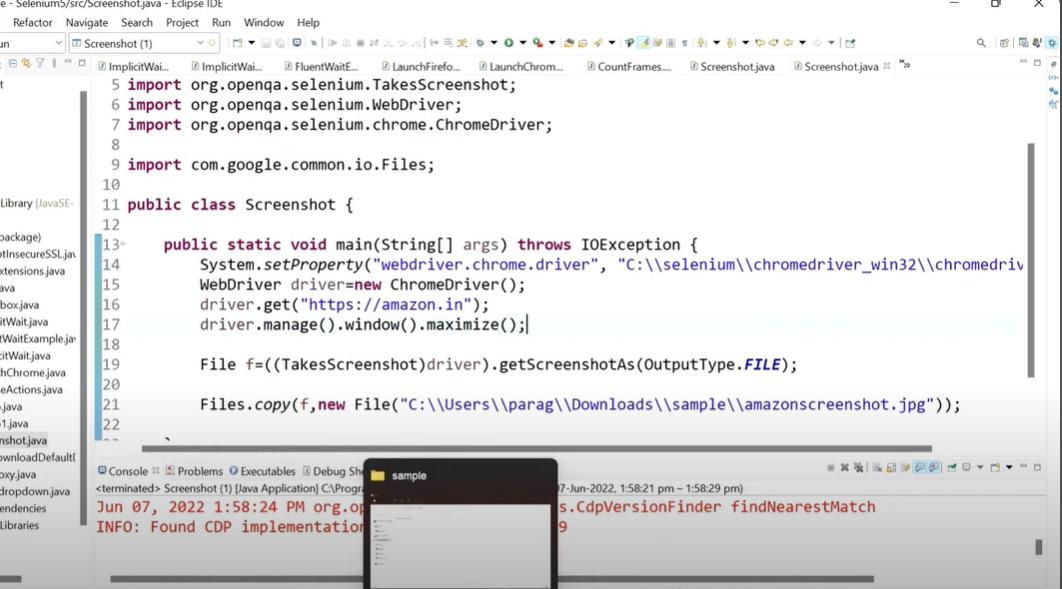 e - Selenium5/src/Screenshot.java - Eclipse IDE
Refactor Navigate Search Project Run Window Help
un Screenshot (1)
ImplicitWai... ImplicitWai... FluentWaitE... LaunchFirefo... LaunchChrom... CountFrames.... Screenshot.java Screenshot.java »
t
Library [JavaSE-
package)
ptInsecureSSL.jav
xtensions.java
ava
box.java
itWait.java
tWaitExample.jav
citWait.java
hChrome.java
eActions.java
o.java
o1.java
nshot.java
ownloadDefaultD
oxy.java
dropdown.java
endencies
Libraries
5 import org.openqa.selenium.TakesScreenshot;
6 import org.openqa.selenium.WebDriver;
7 import org.openqa.selenium.chrome.ChromeDriver;
8
9 import com.google.common.io.Files;
10
11 public class Screenshot {
12
13 public static void main(String[] args) throws IOException {
14 System.setProperty("webdriver.chrome.driver", "C:\\selenium\\chromedriver_win32\\chromedriv
15 WebDriver driver=new ChromeDriver();
16 driver.get("https://amazon.in");
17 driver.manage().window().maximize();
18
19 File f=((TakesScreenshot)driver).getScreenshotAs(OutputType.FILE);
20
21 Files.copy(f,new File("C:\\Users\\parag\\Downloads\\sample\\amazonscreenshot.jpg"));
22
Console Problems Executables Debug She
<terminated> Screenshot (1) [Java Application] C:\Progra 7-Jun-2022, 1:58:21 pm – 1:58:29 pm)
Jun 07, 2022 1:58:24 PM org.op s.CdpVersionFinder findNearestMatch
INFO: Found CDP implementation 9
sample